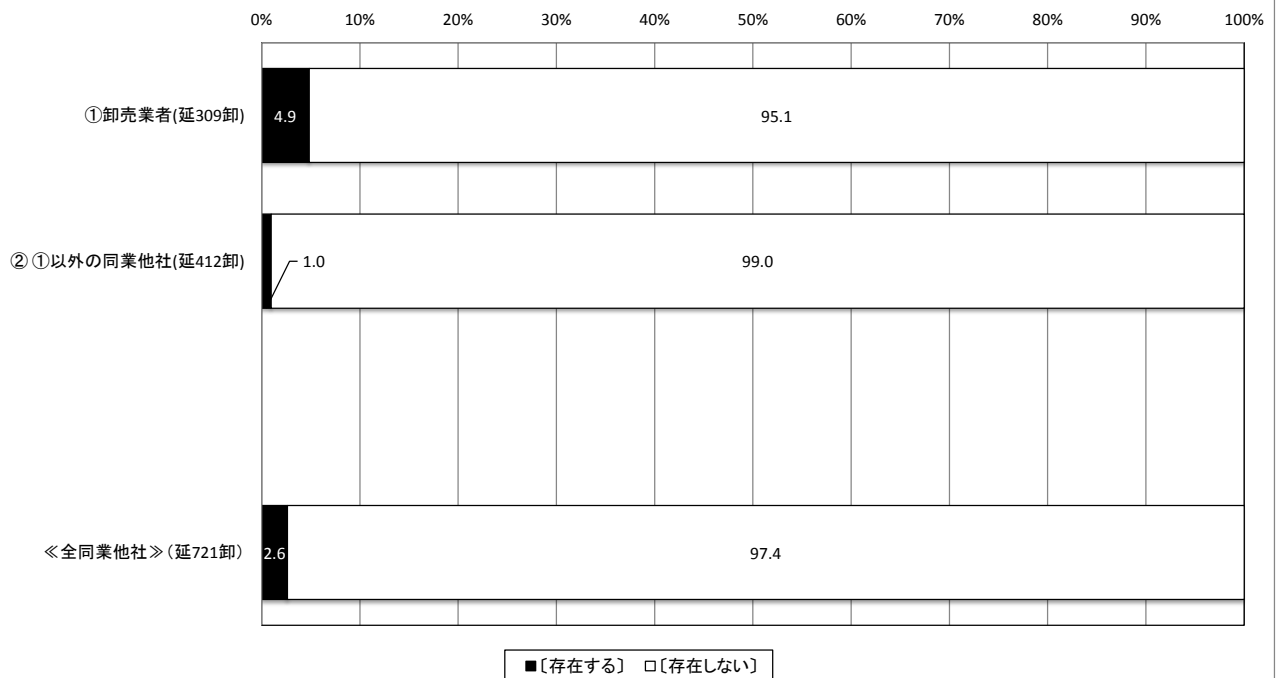 0% 10% 20% 30% 40% 50% 60% 70% 80% 90% 100%
①卸売業者(延309卸) 4.9 95.1
② ①以外の同業他社(延412卸) 1.0 99.0
≪全同業他社≫(延721卸) 2.6 97.4
■〔存在する〕 □〔存在しない〕